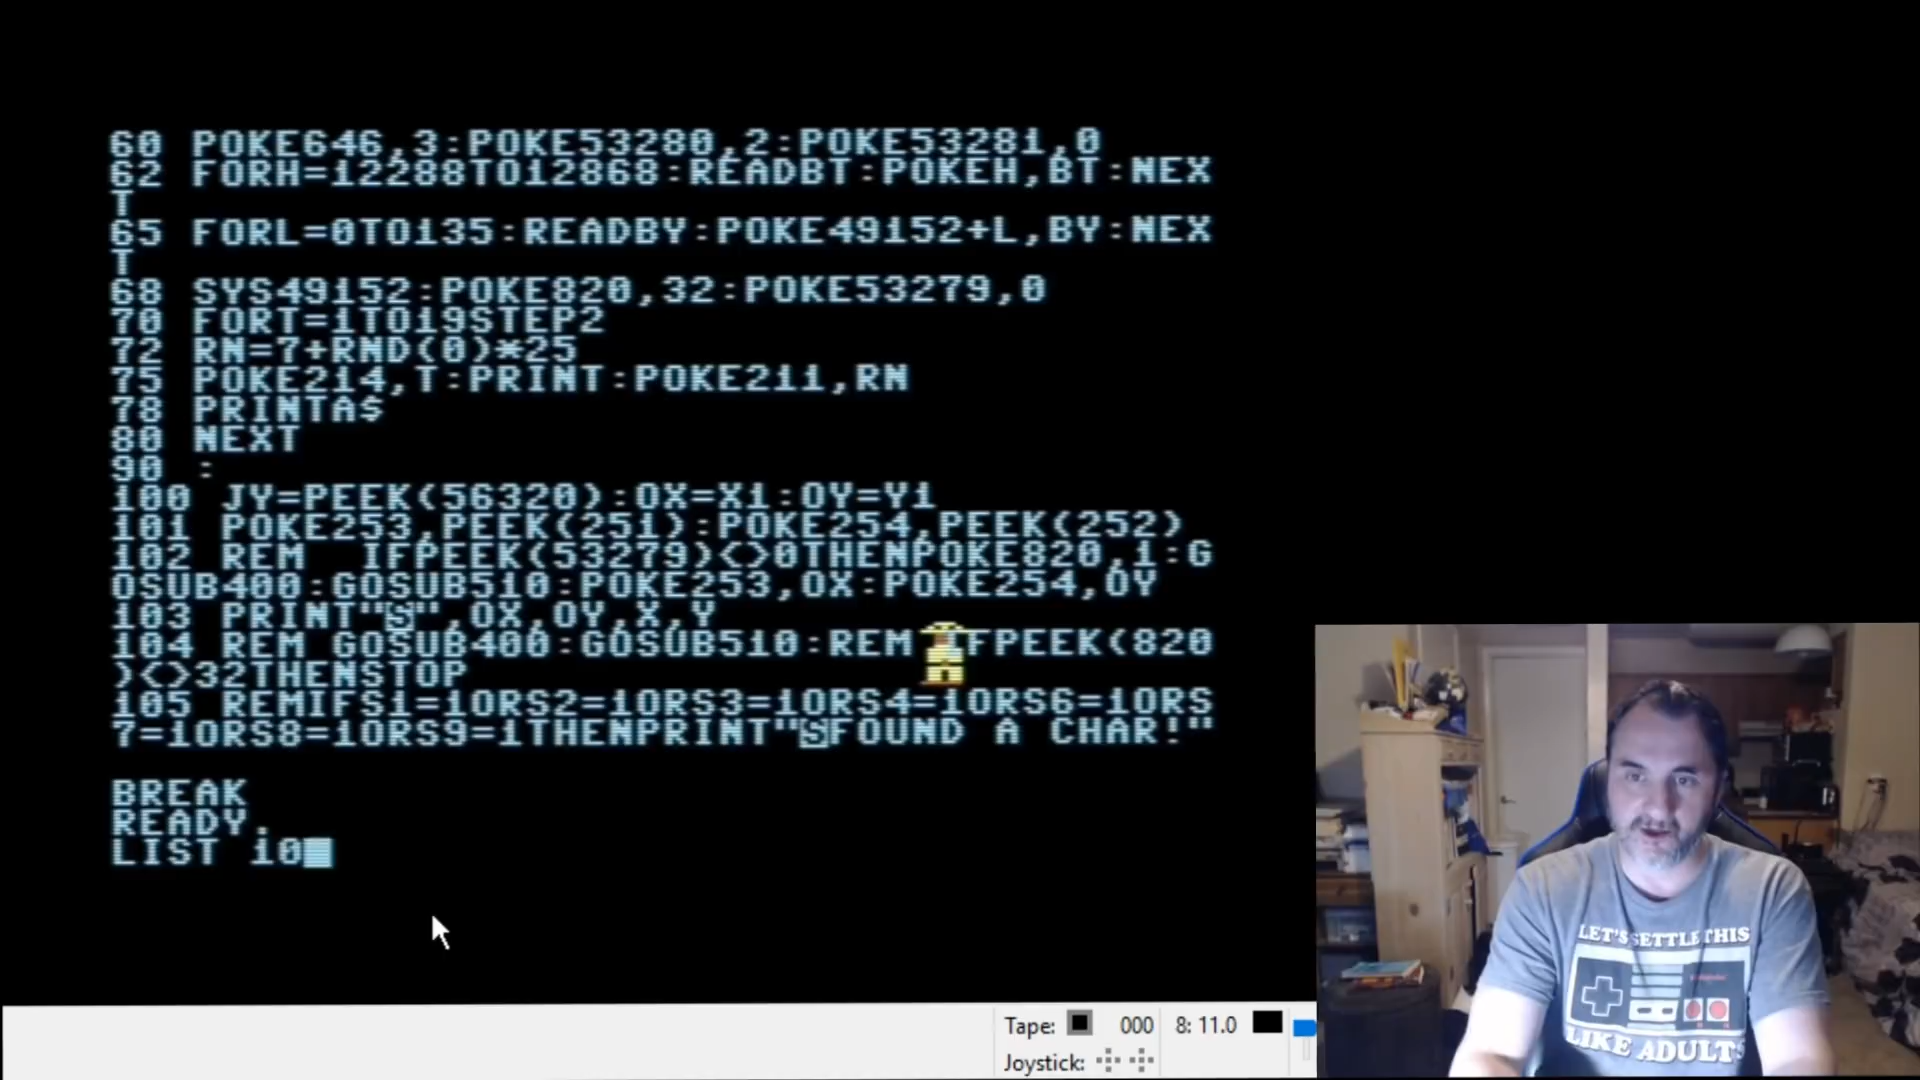 60 POKE646,3:POKE53280,2:POKE53281,0
62 FORH=12288TO12868:READBT:POKEH,BT:NEX
T
65 FORL=0TO135:READBY:POKE49152+L,BY:NEX
T
68 SYS49152:POKE820,32:POKE53279,0
70 FORT=1TO19STEP2
72 RN=7+RND(0)*25
75 POKE214,T:PRINT:POKE211,RN
78 PRINTA$
80 NEXT
90 :
100 JY=PEEK(56320):OX=X1:OY=Y1
101 POKE253,PEEK(251):POKE254,PEEK(252)
102 REM  IFPEEK(53279)<>0THENPOKE820,1:G
OSUB400:GOSUB510:POKE253,OX:POKE254,OY
103 PRINT"S",OX,OY,X,Y
104 REM GOSUB400:GOSUB510:REM FPEEK(820
)<>32THENSTOP
105 REMIFS1=1ORS2=1ORS3=1ORS4=1ORS6=1ORS
7=1ORS8=1ORS9=1THENPRINT"SFOUND A CHAR!"
BREAK
READY.
LIST 10
Tape: 000 8: 11.0
Joystick:
LET'S SETTLE THIS
LIKE ADULTS